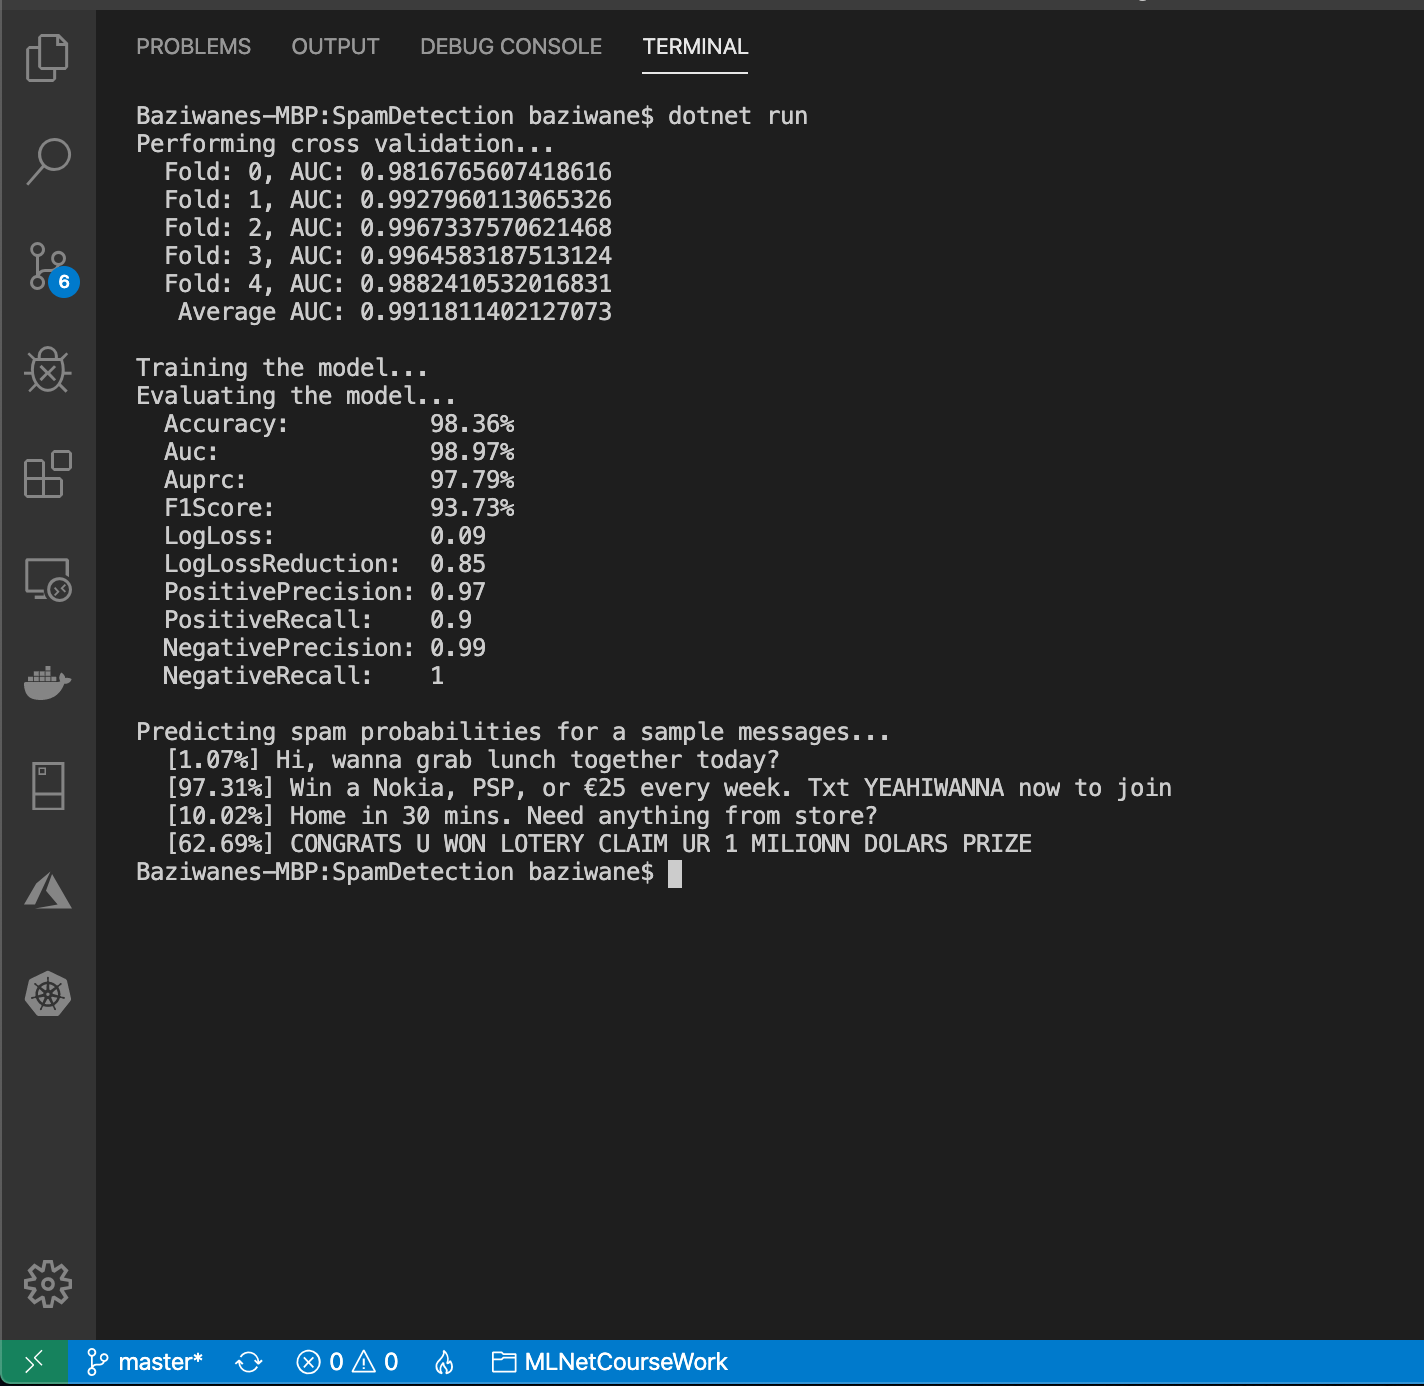 PROBLEMS OUTPUT DEBUG CONSOLE TERMINAL
Baziwanes-MBP:SpamDetection baziwane$ dotnet run
Performing cross validation...
Fold: 0, AUC: 0.9816765607418616
Fold: 1, AUC: 0.9927960113065326
Fold: 2, AUC: 0.9967337570621468
Fold: 3, AUC: 0.9964583187513124
Fold: 4, AUC: 0.9882410532016831
Average AUC: 0.9911811402127073
Training the model...
Evaluating the model...
Accuracy: 98.36%
Auc: 98.97%
Auprc: 97.79%
F1Score: 93.73%
LogLoss: 0.09
LogLossReduction: 0.85
PositivePrecision: 0.97
PositiveRecall: 0.9
NegativePrecision: 0.99
NegativeRecall: 1
Predicting spam probabilities for a sample messages...
[1.07%] Hi, wanna grab lunch together today?
[97.31%] Win a Nokia, PSP, or €25 every week. Txt YEAHIWANNA now to join
[10.02%] Home in 30 mins. Need anything from store?
[62.69%] CONGRATS U WON LOTERY CLAIM UR 1 MILIONN DOLARS PRIZE
Baziwanes-MBP:SpamDetection baziwane$
6
master* 0 0 MLNetCourseWork